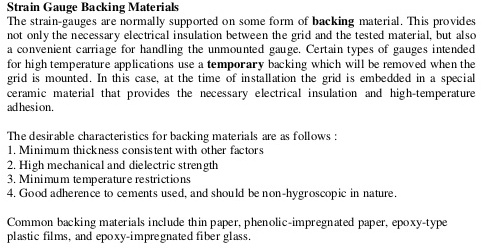 Strain Gauge Backing Materials
The strain-gauges are normally supported on some form of backing material. This provides
not only the necessary electrical insulation between the grid and the tested material, but also
a convenient carriage for handling the unmounted gauge. Certain types of gauges intended
for high temperature applications use a temporary backing which will be removed when the
grid is mounted. In this case, at the time of installation the grid is embedded in a special
ceramic material that provides the necessary electrical insulation and high-temperature
adhesion.
The desirable characteristics for backing materials are as follows :
1. Minimum thickness consistent with other factors
2. High mechanical and dielectric strength
3. Minimum temperature restrictions
4. Good adherence to cements used, and should be non-hygroscopic in nature.
Common backing materials include thin paper, phenolic-impregnated paper, epoxy-type
plastic films, and epoxy-impregnated fiber glass.